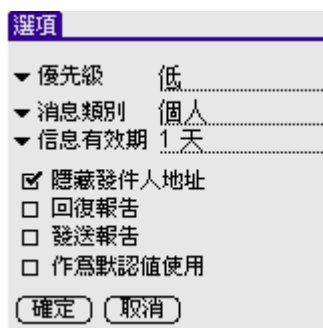 選項
優先級 低
消息類別 個人
信息有效期 1 天
隱藏發件人地址
回復報告
發送報告
作爲默認值使用
確定 取消